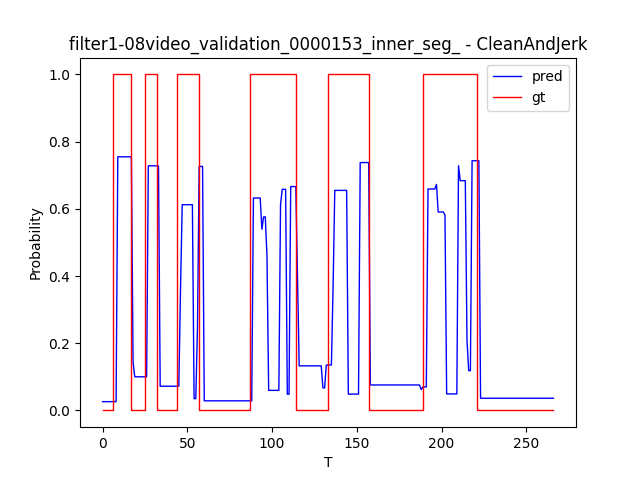 filter1-08video_validation_0000153_inner_seg_ - CleanAndJerk
pred
gt
1.0
0.8
0.6
0.4
0.2
0.0
Probability
0
50
100
150
200
250
T